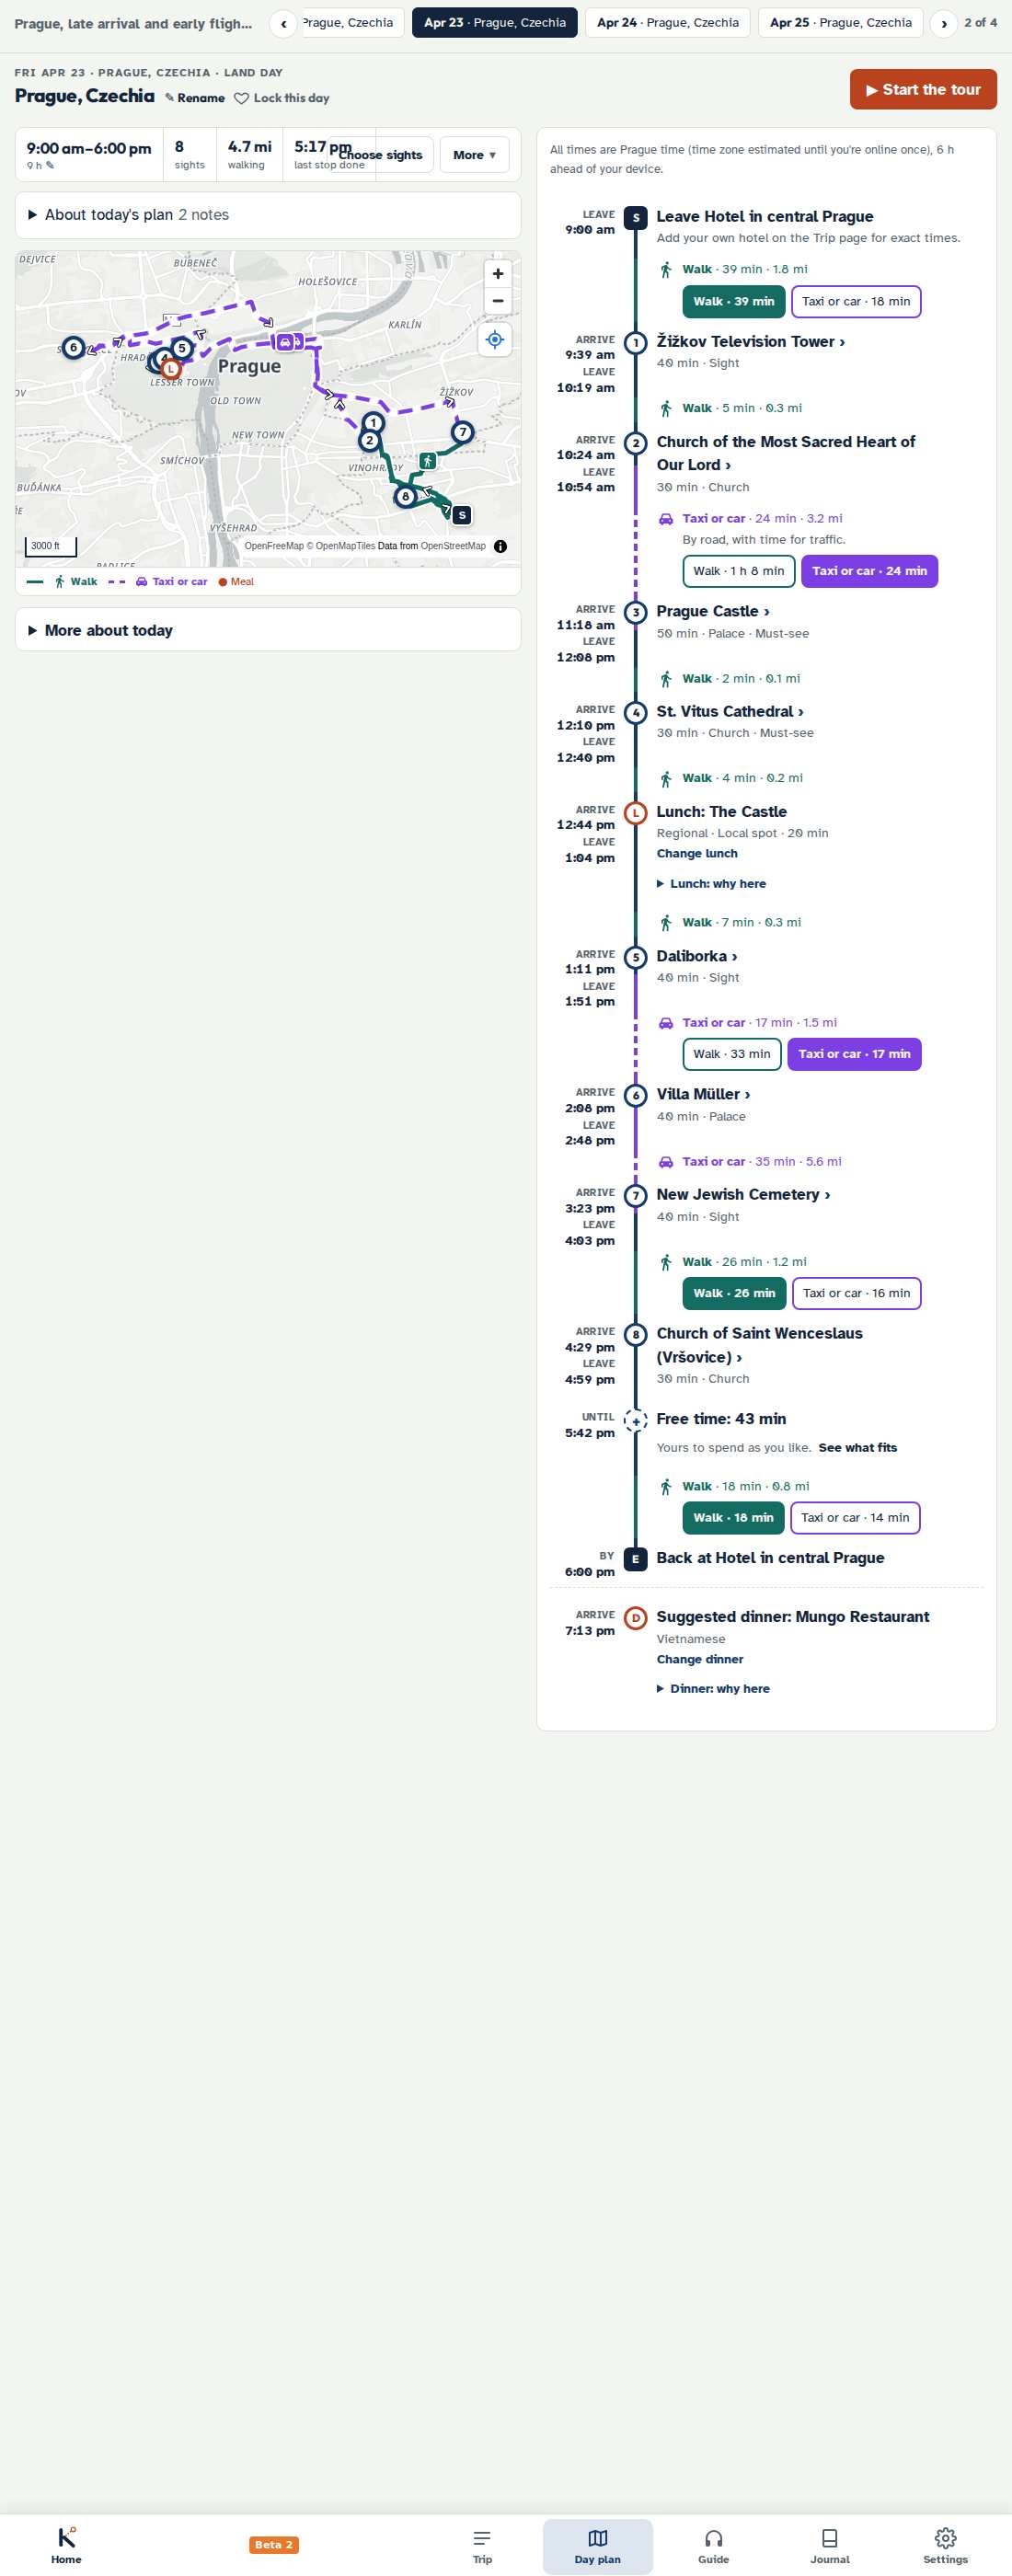 Prague, late arrival and early fligh...
‹
Prague, Czechia
Apr 23 · Prague, Czechia
Apr 24 · Prague, Czechia
Apr 25 · Prague, Czechia
›
2 of 4
FRI APR 23 · PRAGUE, CZECHIA · LAND DAY
Prague, Czechia
✎ Rename
Lock this day
▶ Start the tour
9:00 am–6:00 pm
9 h ✎
8
sights
4.7 mi
walking
5:17 pm
last stop done
Choose sights
More ▾
▶ About today's plan 2 notes
DEJVICE
BUBENEČ
HOLEŠOVICE
KARLÍN
Prague
LESSER TOWN
OLD TOWN
ŽIŽKOV
NEW TOWN
SMÍCHOV
BUĎÁNKA
VYŠEHRAD
1
2
5
6
7
8
L
S
+
−
3000 ft
OpenFreeMap © OpenMapTiles Data from OpenStreetMap
Walk
Taxi or car
Meal
▶ More about today
All times are Prague time (time zone estimated until you're online once), 6 h
ahead of your device.
LEAVE
9:00 am
S
Leave Hotel in central Prague
Add your own hotel on the Trip page for exact times.
Walk · 39 min · 1.8 mi
Walk · 39 min
Taxi or car · 18 min
ARRIVE
9:39 am
LEAVE
10:19 am
1
Žižkov Television Tower ›
40 min · Sight
Walk · 5 min · 0.3 mi
ARRIVE
10:24 am
LEAVE
10:54 am
2
Church of the Most Sacred Heart of
Our Lord ›
30 min · Church
Taxi or car · 24 min · 3.2 mi
By road, with time for traffic.
Walk · 1 h 8 min
Taxi or car · 24 min
ARRIVE
11:18 am
LEAVE
12:08 pm
3
Prague Castle ›
50 min · Palace · Must-see
Walk · 2 min · 0.1 mi
ARRIVE
12:10 pm
LEAVE
12:40 pm
4
St. Vitus Cathedral ›
30 min · Church · Must-see
Walk · 4 min · 0.2 mi
ARRIVE
12:44 pm
LEAVE
1:04 pm
L
Lunch: The Castle
Regional · Local spot · 20 min
Change lunch
▶ Lunch: why here
Walk · 7 min · 0.3 mi
ARRIVE
1:11 pm
LEAVE
1:51 pm
5
Daliborka ›
40 min · Sight
Taxi or car · 17 min · 1.5 mi
Walk · 33 min
Taxi or car · 17 min
ARRIVE
2:08 pm
LEAVE
2:48 pm
6
Villa Müller ›
40 min · Palace
Taxi or car · 35 min · 5.6 mi
ARRIVE
3:23 pm
LEAVE
4:03 pm
7
New Jewish Cemetery ›
40 min · Sight
Walk · 26 min · 1.2 mi
Walk · 26 min
Taxi or car · 16 min
ARRIVE
4:29 pm
LEAVE
4:59 pm
8
Church of Saint Wenceslaus
(Vršovice) ›
30 min · Church
UNTIL
5:42 pm
+
Free time: 43 min
Yours to spend as you like. See what fits
Walk · 18 min · 0.8 mi
Walk · 18 min
Taxi or car · 14 min
BY
6:00 pm
E
Back at Hotel in central Prague
ARRIVE
7:13 pm
D
Suggested dinner: Mungo Restaurant
Vietnamese
Change dinner
▶ Dinner: why here
Home
Beta 2
Trip
Day plan
Guide
Journal
Settings